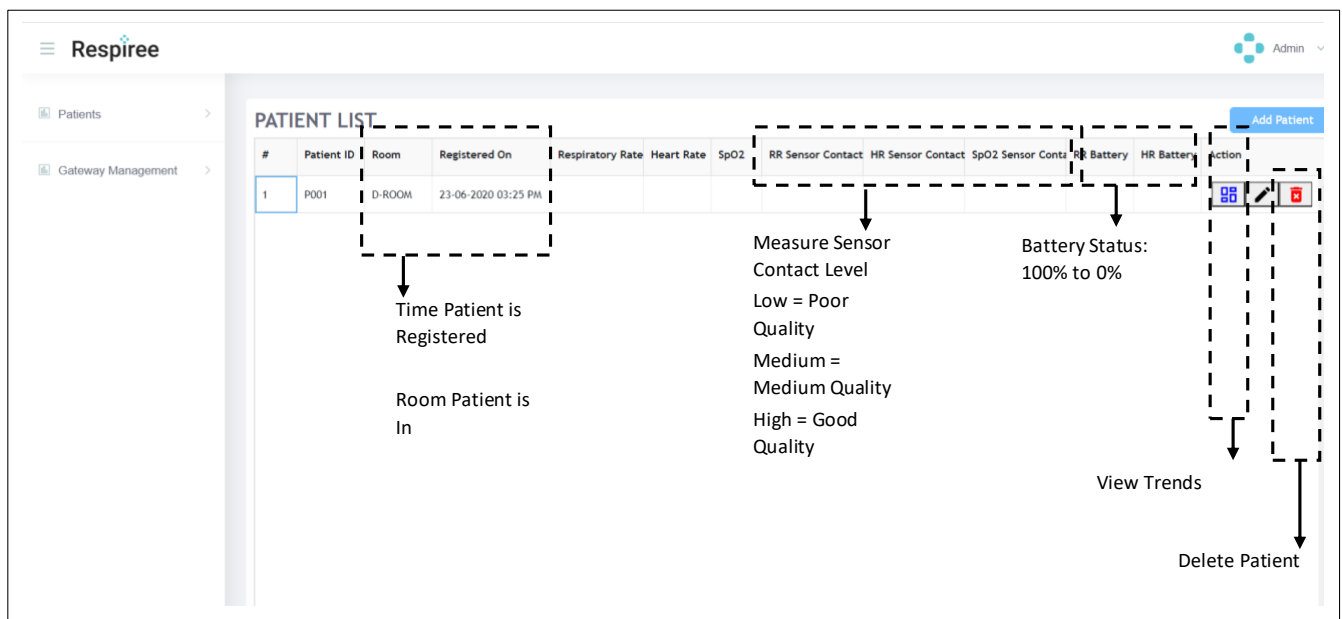 Respiree
Admin
Patients
Gateway Management
PATIENT LIST
Add Patient
# Patient ID Room Registered On Respiratory Rate Heart Rate SpO2 RR Sensor Contact HR Sensor Contact SpO2 Sensor Conta RR Battery HR Battery Action
1 P001 D-ROOM 23-06-2020 03:25 PM
Measure Sensor
Contact Level
Low = Poor
Quality
Medium =
Medium Quality
High = Good
Quality
Battery Status:
100% to 0%
Time Patient is
Registered
Room Patient is
In
View Trends
Delete Patient